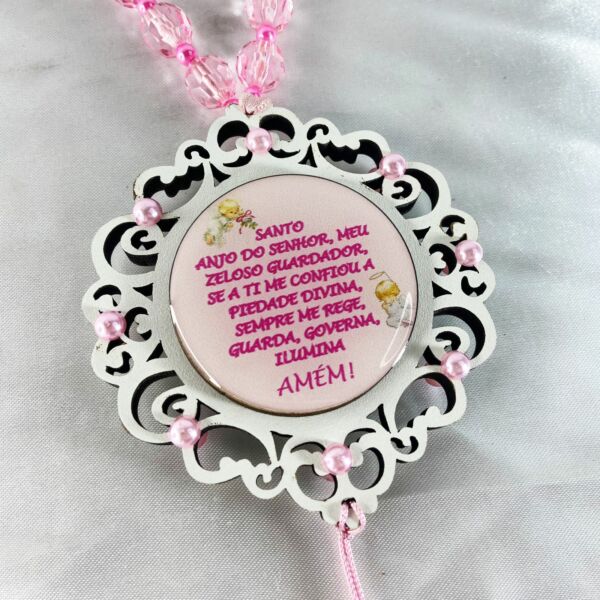 SANTO
ANJO DO SENHOR, MEU
ZELOSO GUARDADOR,
SE A TI ME CONFIOU A
PIEDADE DIVINA,
SEMPRE ME REGE,
GUARDA, GOVERNA,
ILUMINA
AMÉM!